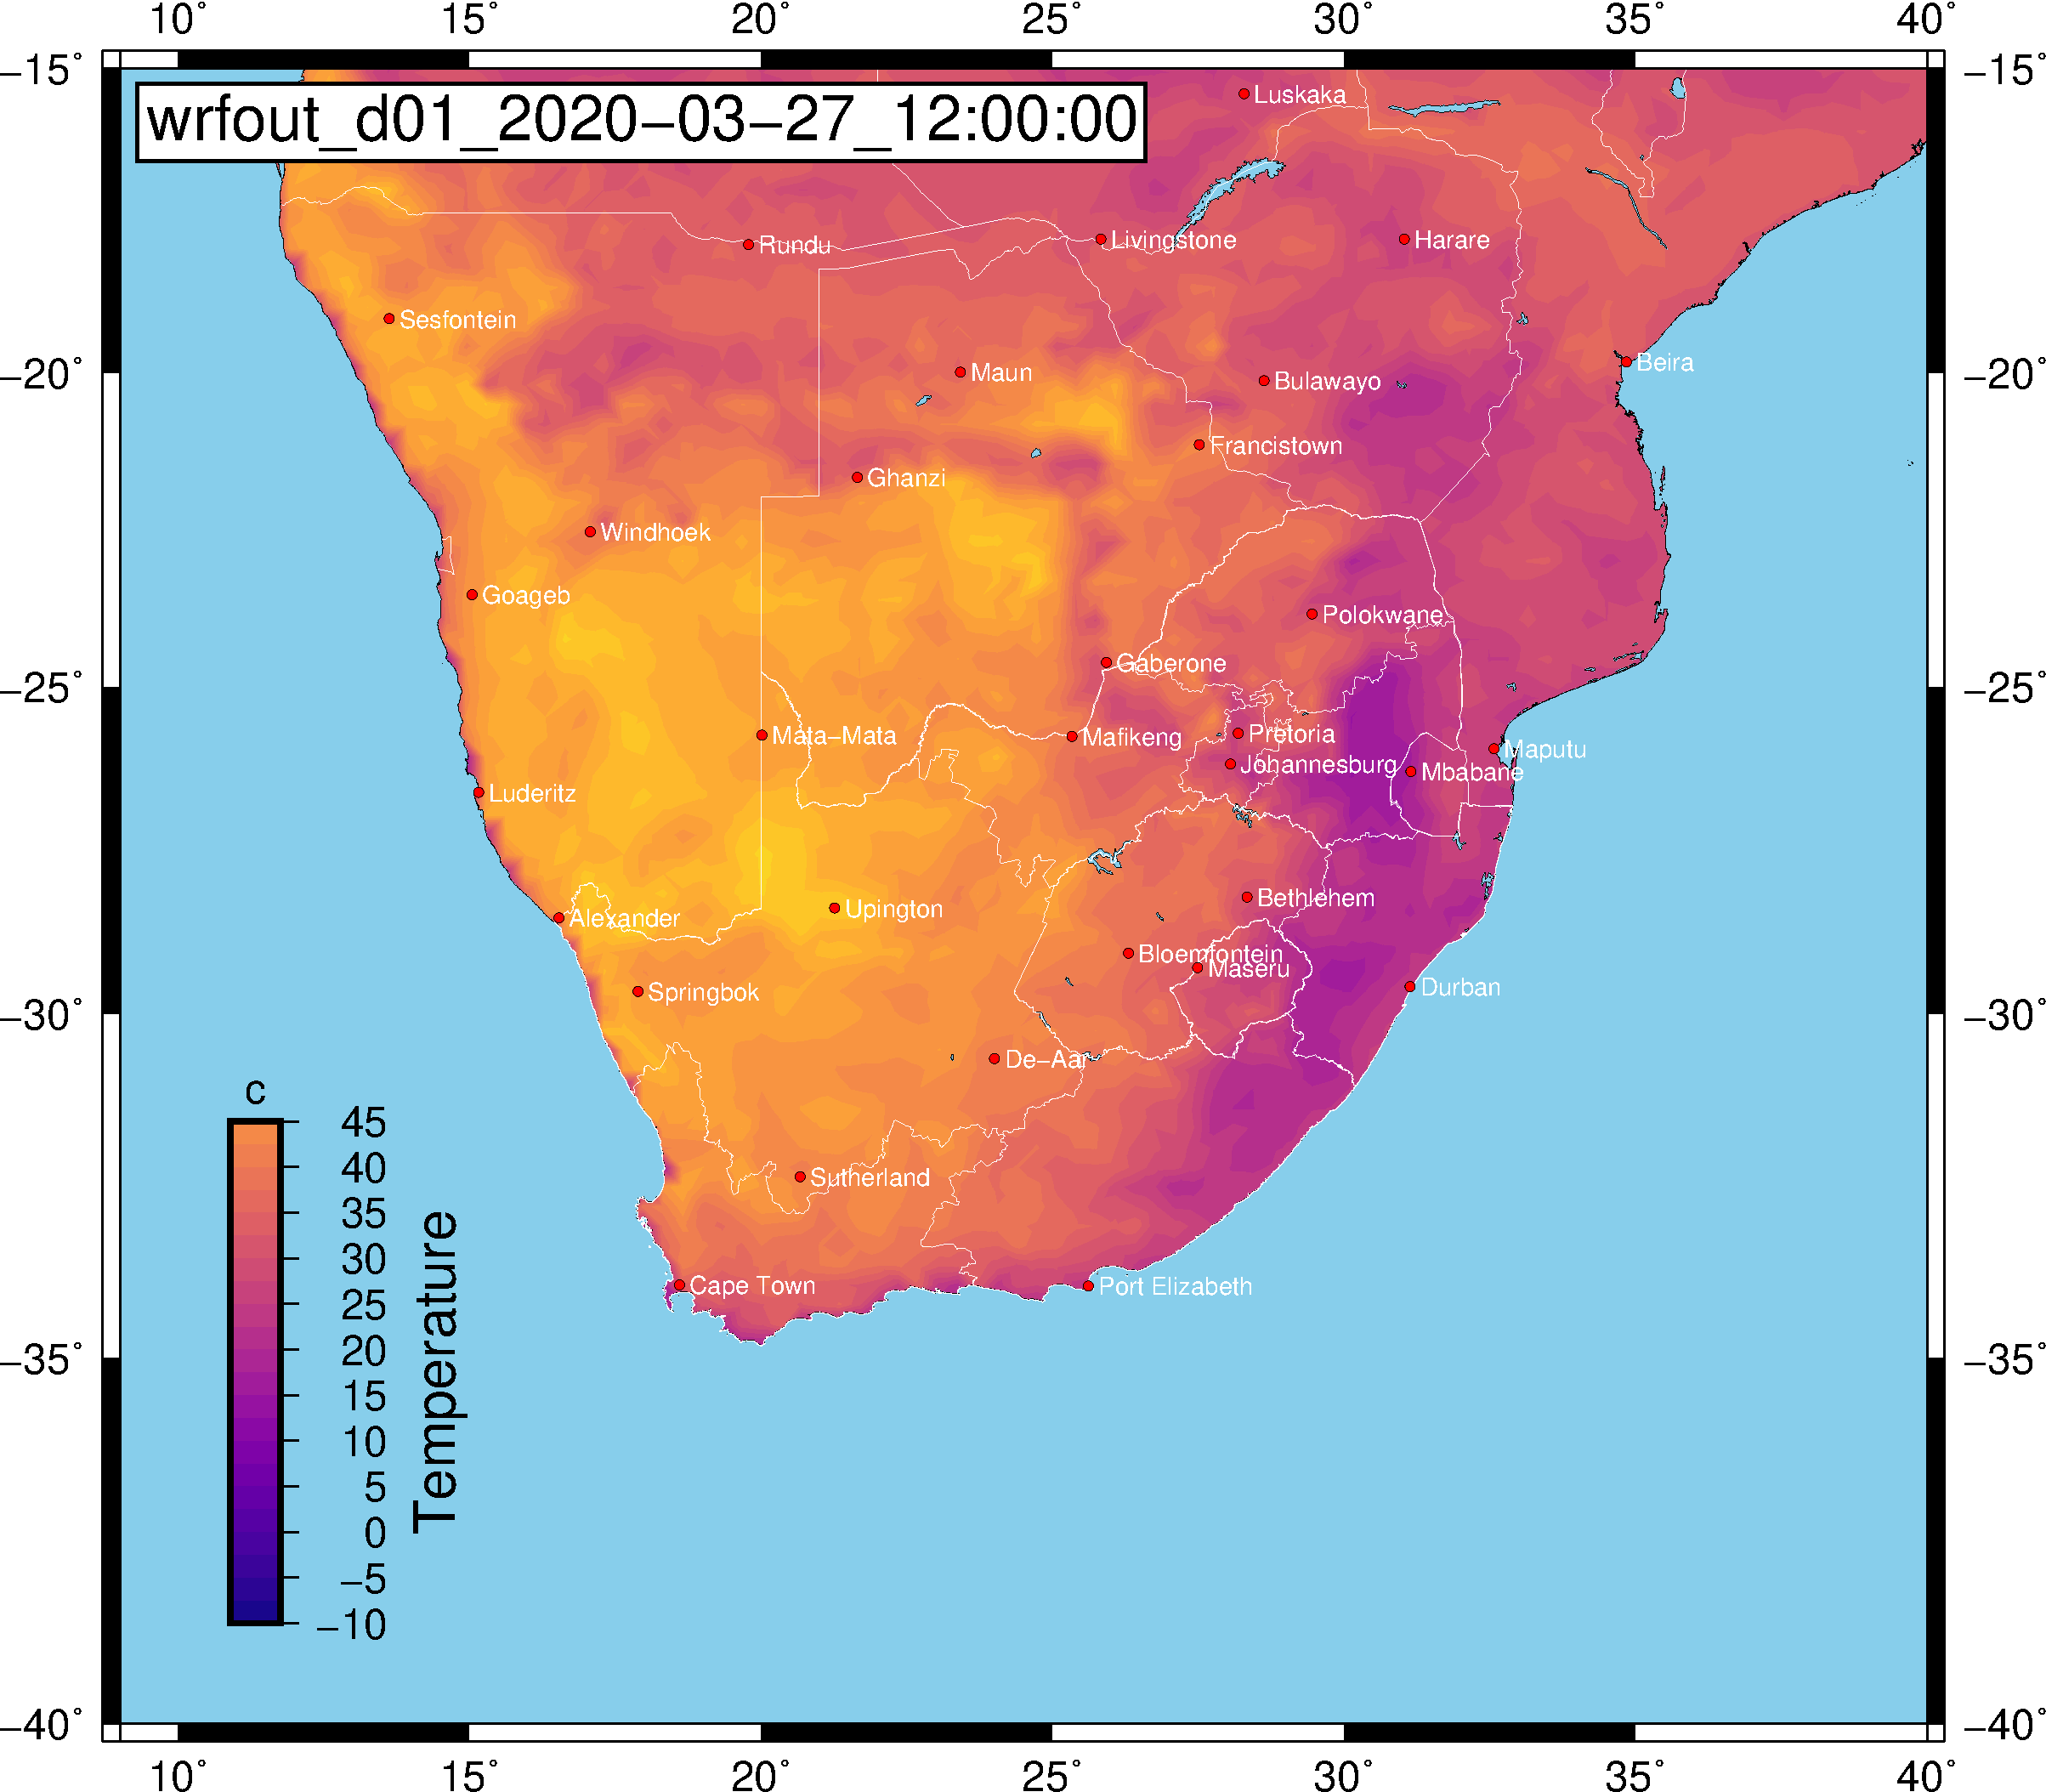 10° 15° 20° 25° 30° 35° 40°
−15° −15°
wrfout_d01_2020−03−27_12:00:00
Luskaka
Rundu
Livingstone
Harare
Sesfontein
−20° −20°
Maun
Bulawayo
Beira
Francistown
Ghanzi
Windhoek
Goageb
Polokwane
Gaberone
−25° −25°
Mata−Mata
Mafikeng
Pretoria
Johannesburg
Maputu
Mbabane
Luderitz
Bethlehem
Upington
Alexander
Bloemfontein
Maseru
Durban
Springbok
−30° −30°
De−Aar
c
45
40
35
30
25
20
15
10
5
0
−5
−10
Temperature
Sutherland
Cape Town
Port Elizabeth
−35° −35°
−40° −40°
10° 15° 20° 25° 30° 35° 40°